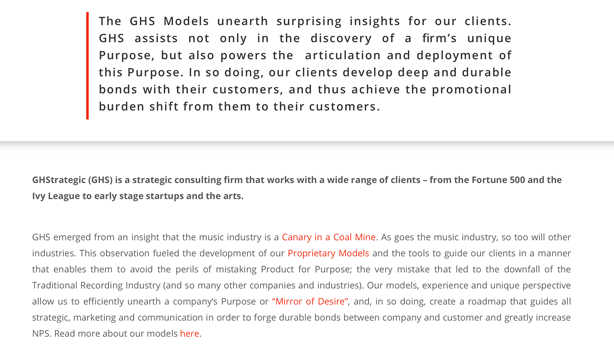 The GHS Models unearth surprising insights for our clients.
GHS assists not only in the discovery of a firm's unique
Purpose, but also powers the articulation and deployment of
this Purpose. In so doing, our clients develop deep and durable
bonds with their customers, and thus achieve the promotional
burden shift from them to their customers.
GHStrategic (GHS) is a strategic consulting firm that works with a wide range of clients – from the Fortune 500 and the
Ivy League to early stage startups and the arts.
GHS emerged from an insight that the music industry is a Canary in a Coal Mine. As goes the music industry, so too will other
industries. This observation fueled the development of our Proprietary Models and the tools to guide our clients in a manner
that enables them to avoid the perils of mistaking Product for Purpose; the very mistake that led to the downfall of the
Traditional Recording Industry (and so many other companies and industries). Our models, experience and unique perspective
allow us to efficiently unearth a company's Purpose or "Mirror of Desire", and, in so doing, create a roadmap that guides all
strategic, marketing and communication in order to forge durable bonds between company and customer and greatly increase
NPS. Read more about our models here.